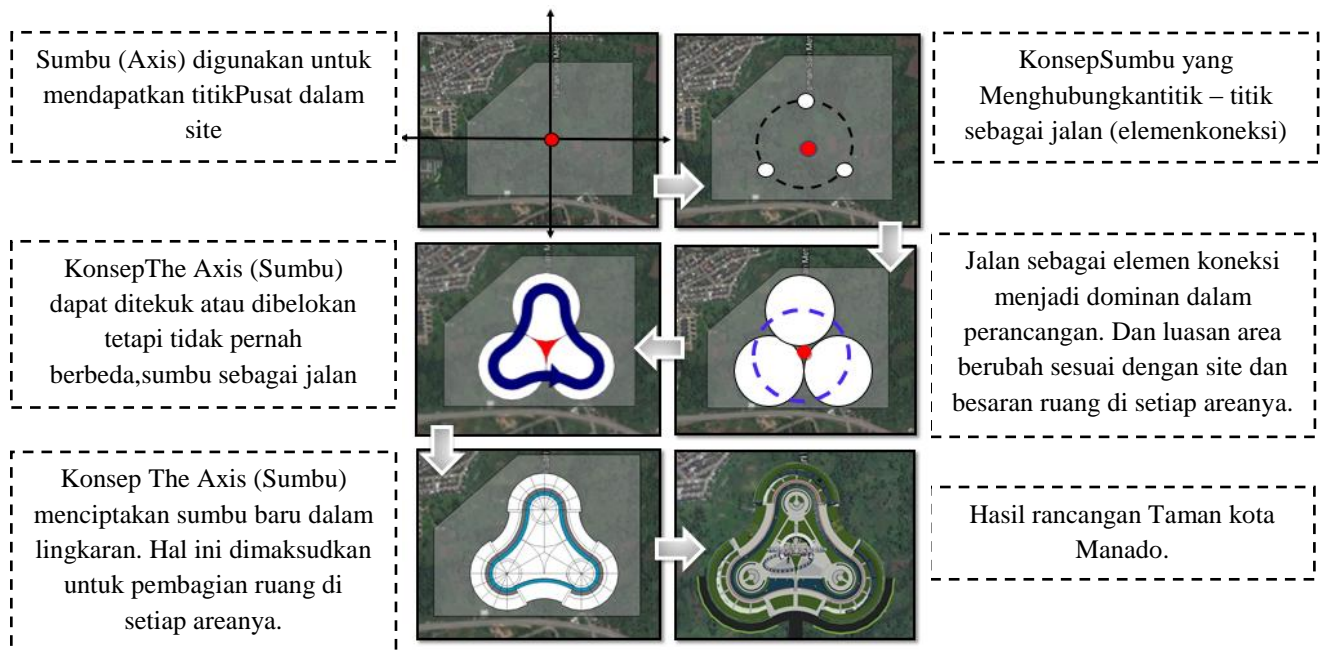 Sumbu (Axis) digunakan untuk
mendapatkan titikPusat dalam
site
KonsepSumbu yang
Menghubungkantitik – titik
sebagai jalan (elemenkoneksi)
KonsepThe Axis (Sumbu)
dapat ditekuk atau dibelokan
tetapi tidak pernah
berbeda,sumbu sebagai jalan
Jalan sebagai elemen koneksi
menjadi dominan dalam
perancangan. Dan luasan area
berubah sesuai dengan site dan
besaran ruang di setiap areanya.
Konsep The Axis (Sumbu)
menciptakan sumbu baru dalam
lingkaran. Hal ini dimaksudkan
untuk pembagian ruang di
setiap areanya.
Hasil rancangan Taman kota
Manado.